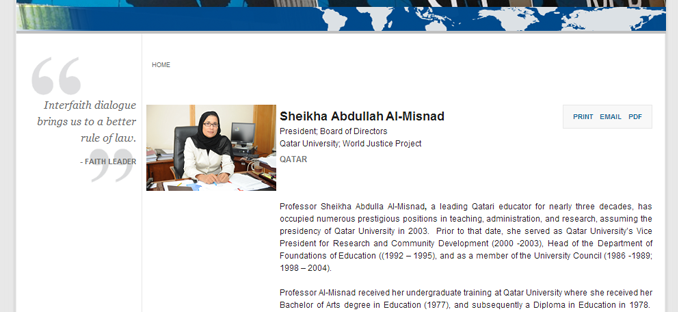 HOME
Interfaith dialogue
brings us to a better
rule of law.
- FAITH LEADER
Sheikha Abdullah Al-Misnad
President; Board of Directors
Qatar University; World Justice Project
QATAR
PRINT EMAIL PDF
Professor Sheikha Abdulla Al-Misnad, a leading Qatari educator for nearly three decades, has
occupied numerous prestigious positions in teaching, administration, and research, assuming the
presidency of Qatar University in 2003. Prior to that date, she served as Qatar University's Vice
President for Research and Community Development (2000 -2003), Head of the Department of
Foundations of Education ((1992 – 1995), and as a member of the University Council (1986 -1989;
1998 – 2004).
Professor Al-Misnad received her undergraduate training at Qatar University where she received her
Bachelor of Arts degree in Education (1977), and subsequently a Diploma in Education in 1978.